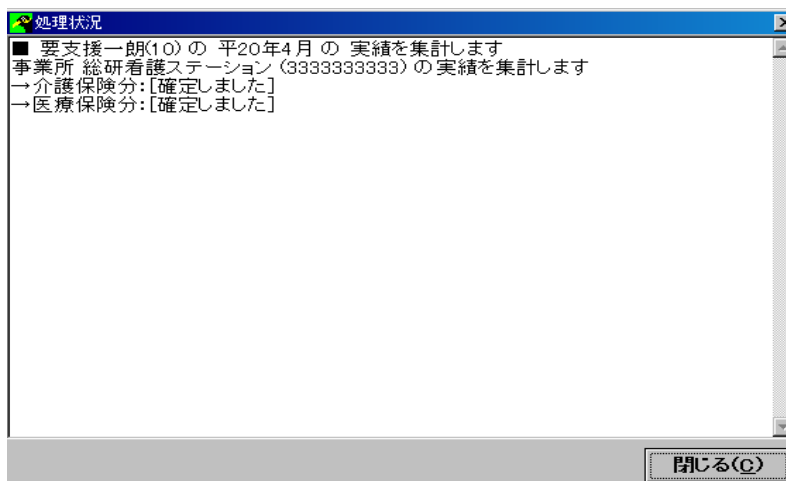 処理状況
■ 要支援一朗(10) の 平20年4月 の 実績を集計します
事業所 総研看護ステーション (3333333333) の 実績を集計します
→介護保険分:[確定しました]
→医療保険分:[確定しました]
閉じる(C)